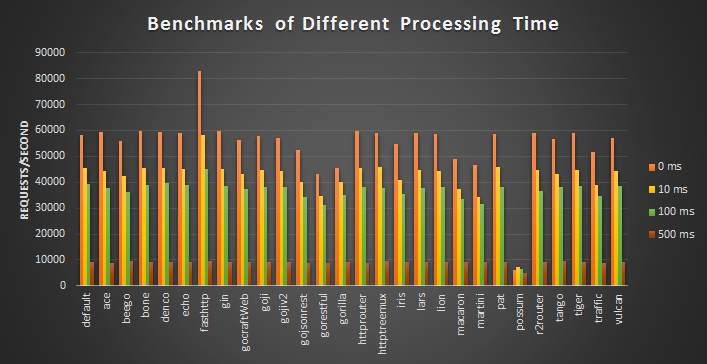 Benchmarks of Different Processing Time
90000
80000
70000
60000
50000
40000
30000
20000
10000
0
REQUESTS/SECOND
default
ace
beego
bone
denco
echo
fasthttp
gin
gocraftWeb
goji
gojiv2
gojsonrest
gorestful
gorilla
httprouter
httptreemux
iris
lars
lion
macaron
martini
pat
possum
r2router
tango
tiger
traffic
vulcan
0 ms
10 ms
100 ms
500 ms